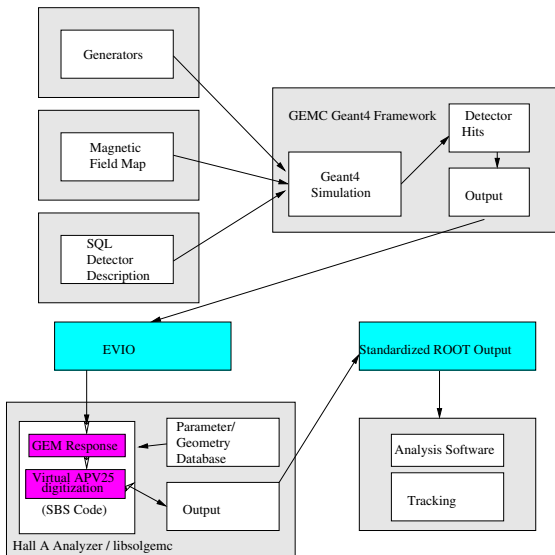 Generators
Magnetic
Field Map
SQL
Detector
Description
GEMC Geant4 Framework
Geant4
Simulation
Detector
Hits
Output
EVIO
Standardized ROOT Output
GEM Response
Virtual APV25
digitization
(SBS Code)
Parameter/
Geometry
Database
Output
Hall A Analyzer / libsolgemc
Analysis Software
Tracking